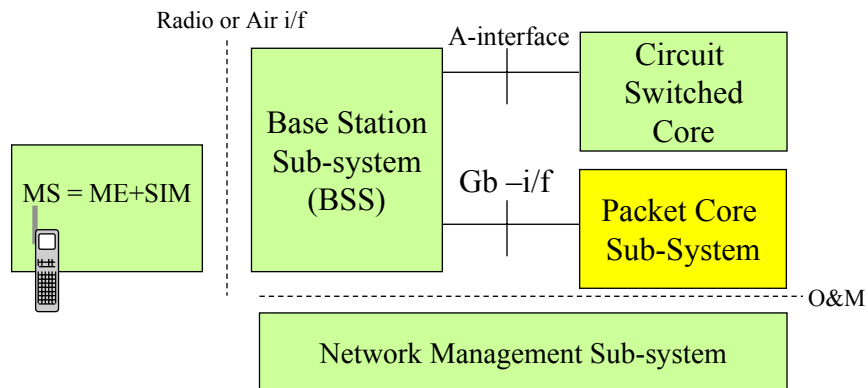 Radio or Air i/f
A-interface
Circuit
Switched
Core
Base Station
Sub-system
(BSS)
MS = ME+SIM
Gb –i/f
Packet Core
Sub-System
O&M
Network Management Sub-system